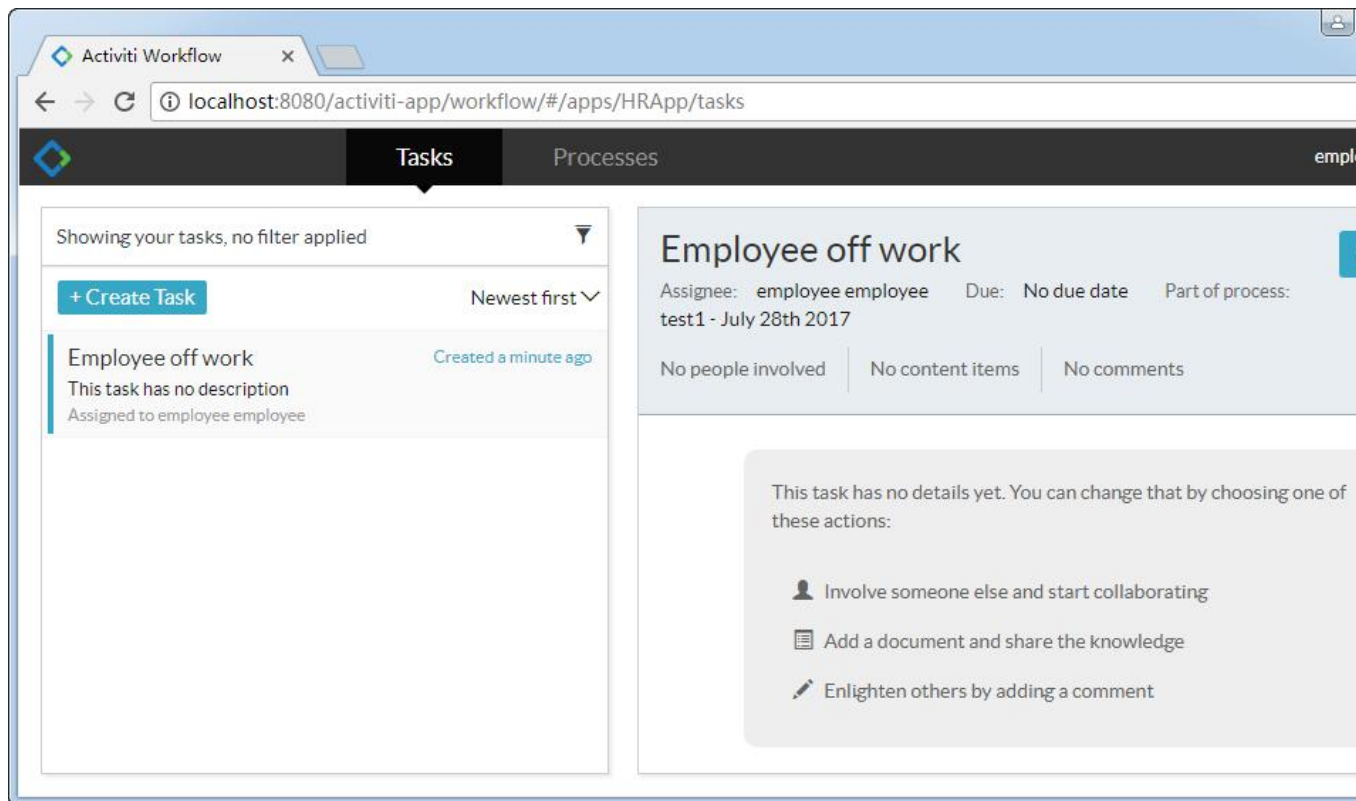 Activiti Workflow
localhost:8080/activiti-app/workflow/#/apps/HRApp/tasks
Tasks
Processes
Showing your tasks, no filter applied
+ Create Task
Newest first
Employee off work
Created a minute ago
This task has no description
Assigned to employee employee
Employee off work
Assignee: employee employee Due: No due date Part of process:
test1 - July 28th 2017
No people involved
No content items
No comments
This task has no details yet. You can change that by choosing one of
these actions:
Involve someone else and start collaborating
Add a document and share the knowledge
Enlighten others by adding a comment